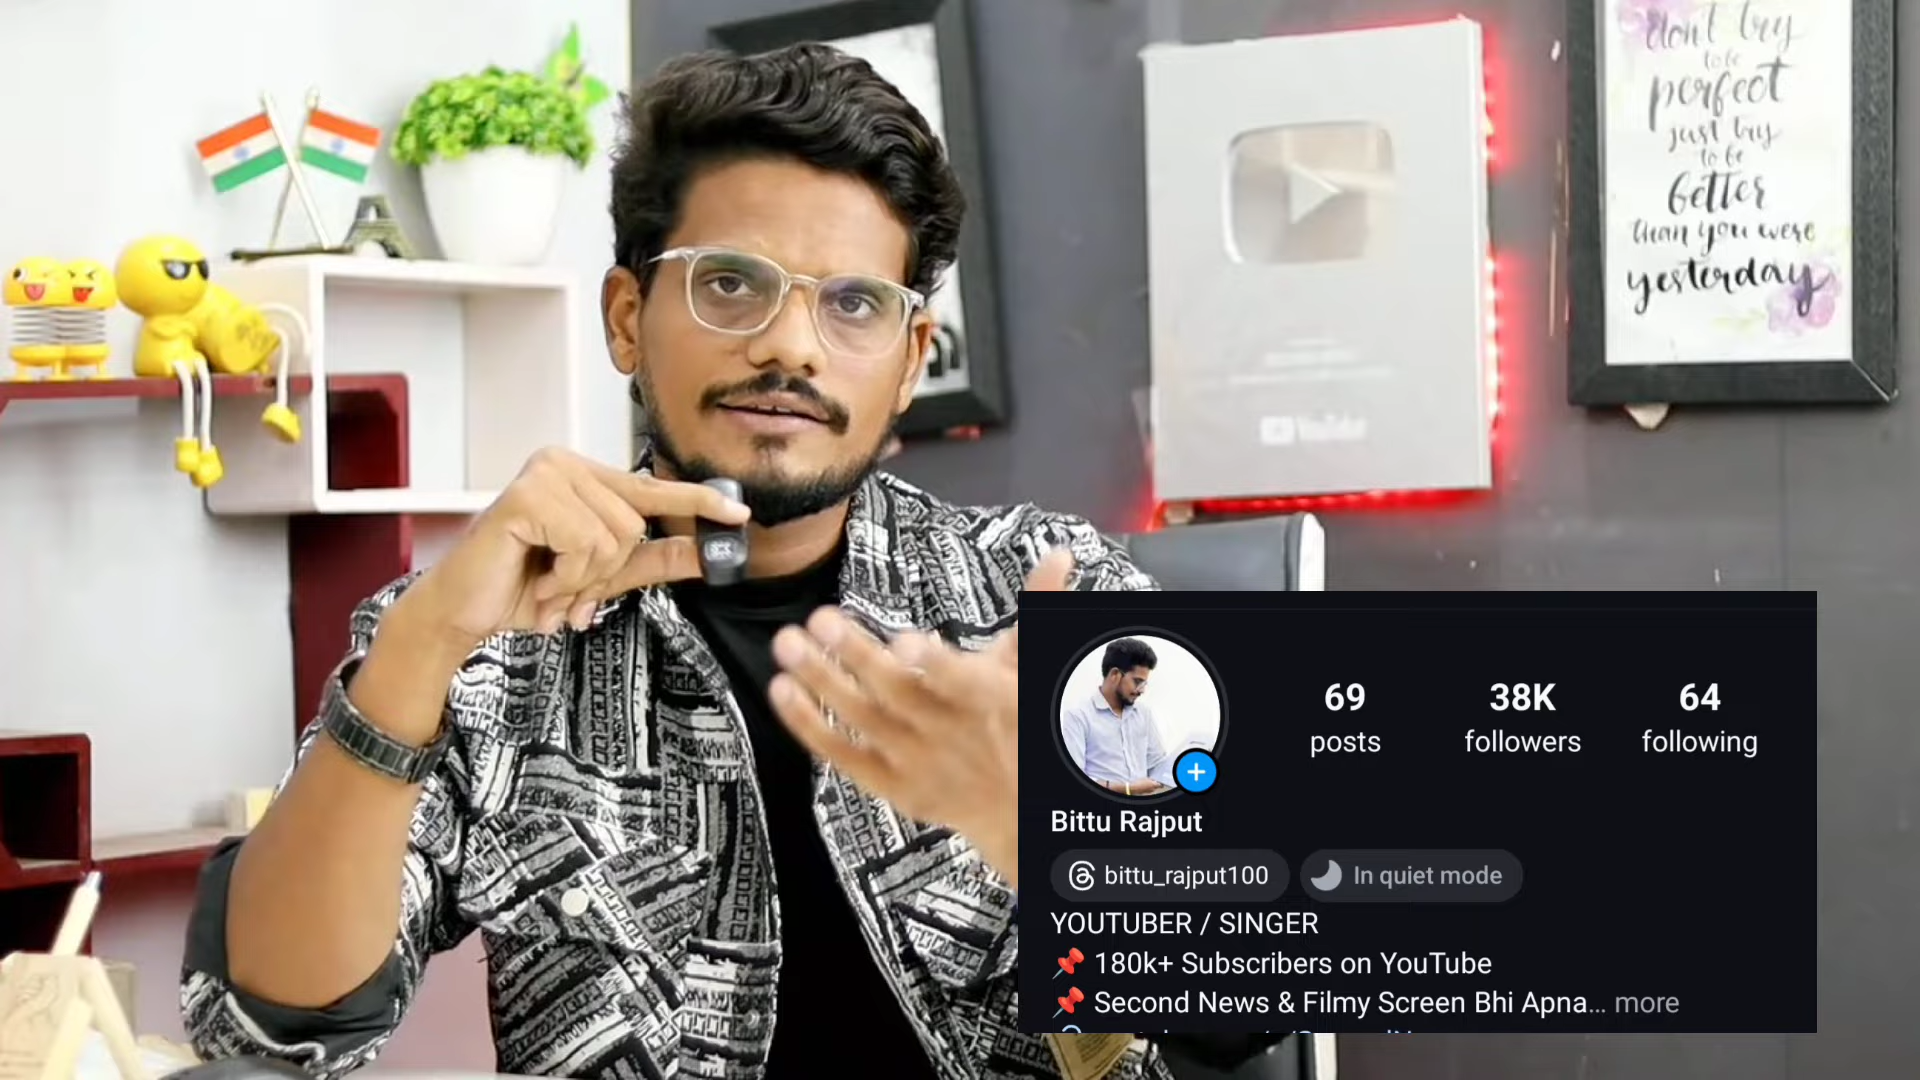 don't try
to be
perfect
just try
to be
better
than you were
yesterday
YouTube
69
posts
38K
followers
64
following
Bittu Rajput
bittu_rajput100
In quiet mode
YOUTUBER / SINGER
📌 180k+ Subscribers on YouTube
📌 Second News & Filmy Screen Bhi Apna... more